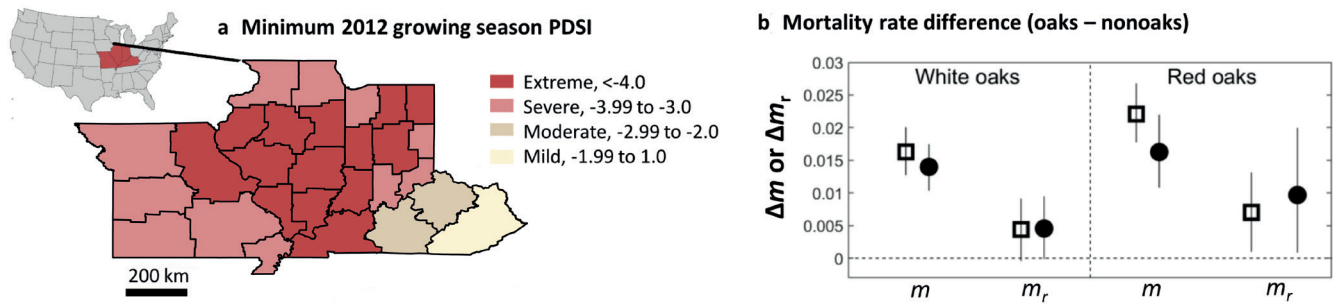 a Minimum 2012 growing season PDSI
Extreme, <-4.0
Severe, -3.99 to -3.0
Moderate, -2.99 to -2.0
Mild, -1.99 to 1.0
200 km
b Mortality rate difference (oaks – nonoaks)
White oaks
Red oaks
0.03
0.025
0.02
0.015
0.01
0.005
0
Δm or Δmr
m
mr
m
mr